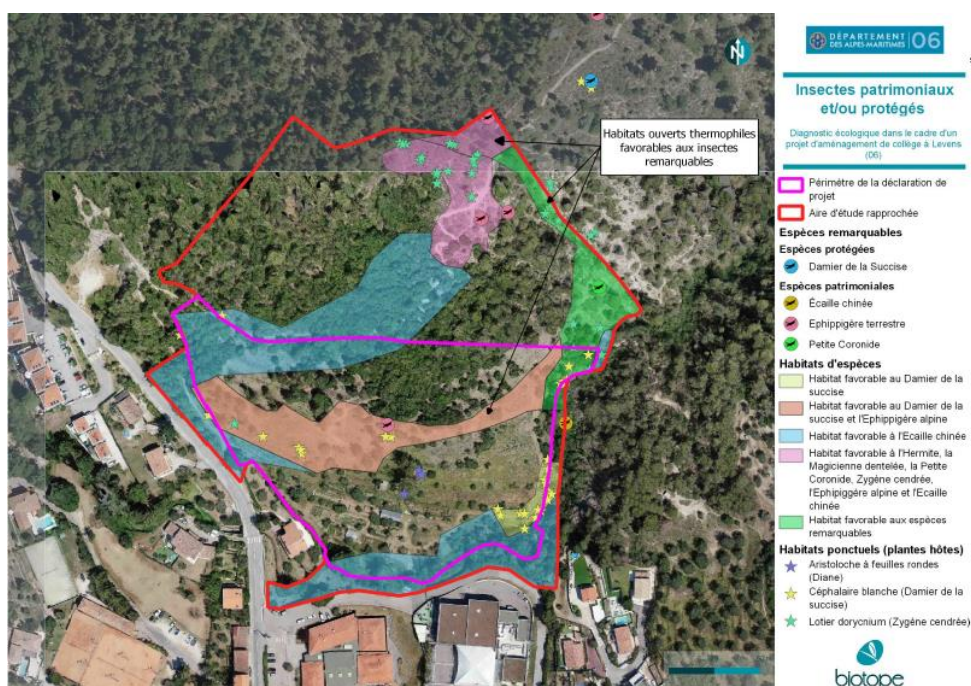 Habitats ouverts thermophiles
favorables aux insectes
remarquables
N
DÉPARTEMENT
DES ALPES-MARITIMES
06
Insectes patrimoniaux
et/ou protégés
Diagnostic écologique dans le cadre d'un
projet d'aménagement de collège à Levens
(06)
Périmètre de la déclaration de
projet
Aire d'étude rapprochée
Espèces remarquables
Espèces protégées
Damier de la Succise
Espèces patrimoniales
Écaille chinée
Ephippigère terrestre
Petite Coronide
Habitats d'espèces
Habitat favorable au Damier de la
succise
Habitat favorable au Damier de la
succise et l'Ephippigère alpine
Habitat favorable à l'Ecaille chinée
Habitat favorable à l'Hermite, la
Magicienne dentelée, la Petite
Coronide, Zygène cendrée,
l'Ephipiggère alpine et l'Ecaille
chinée
Habitat favorable aux espèces
remarquables
Habitats ponctuels (plantes hôtes)
Aristoloche à feuilles rondes
(Diane)
Céphalaire blanche (Damier de la
succise)
Lotier dorycnium (Zygène cendrée)
biotope